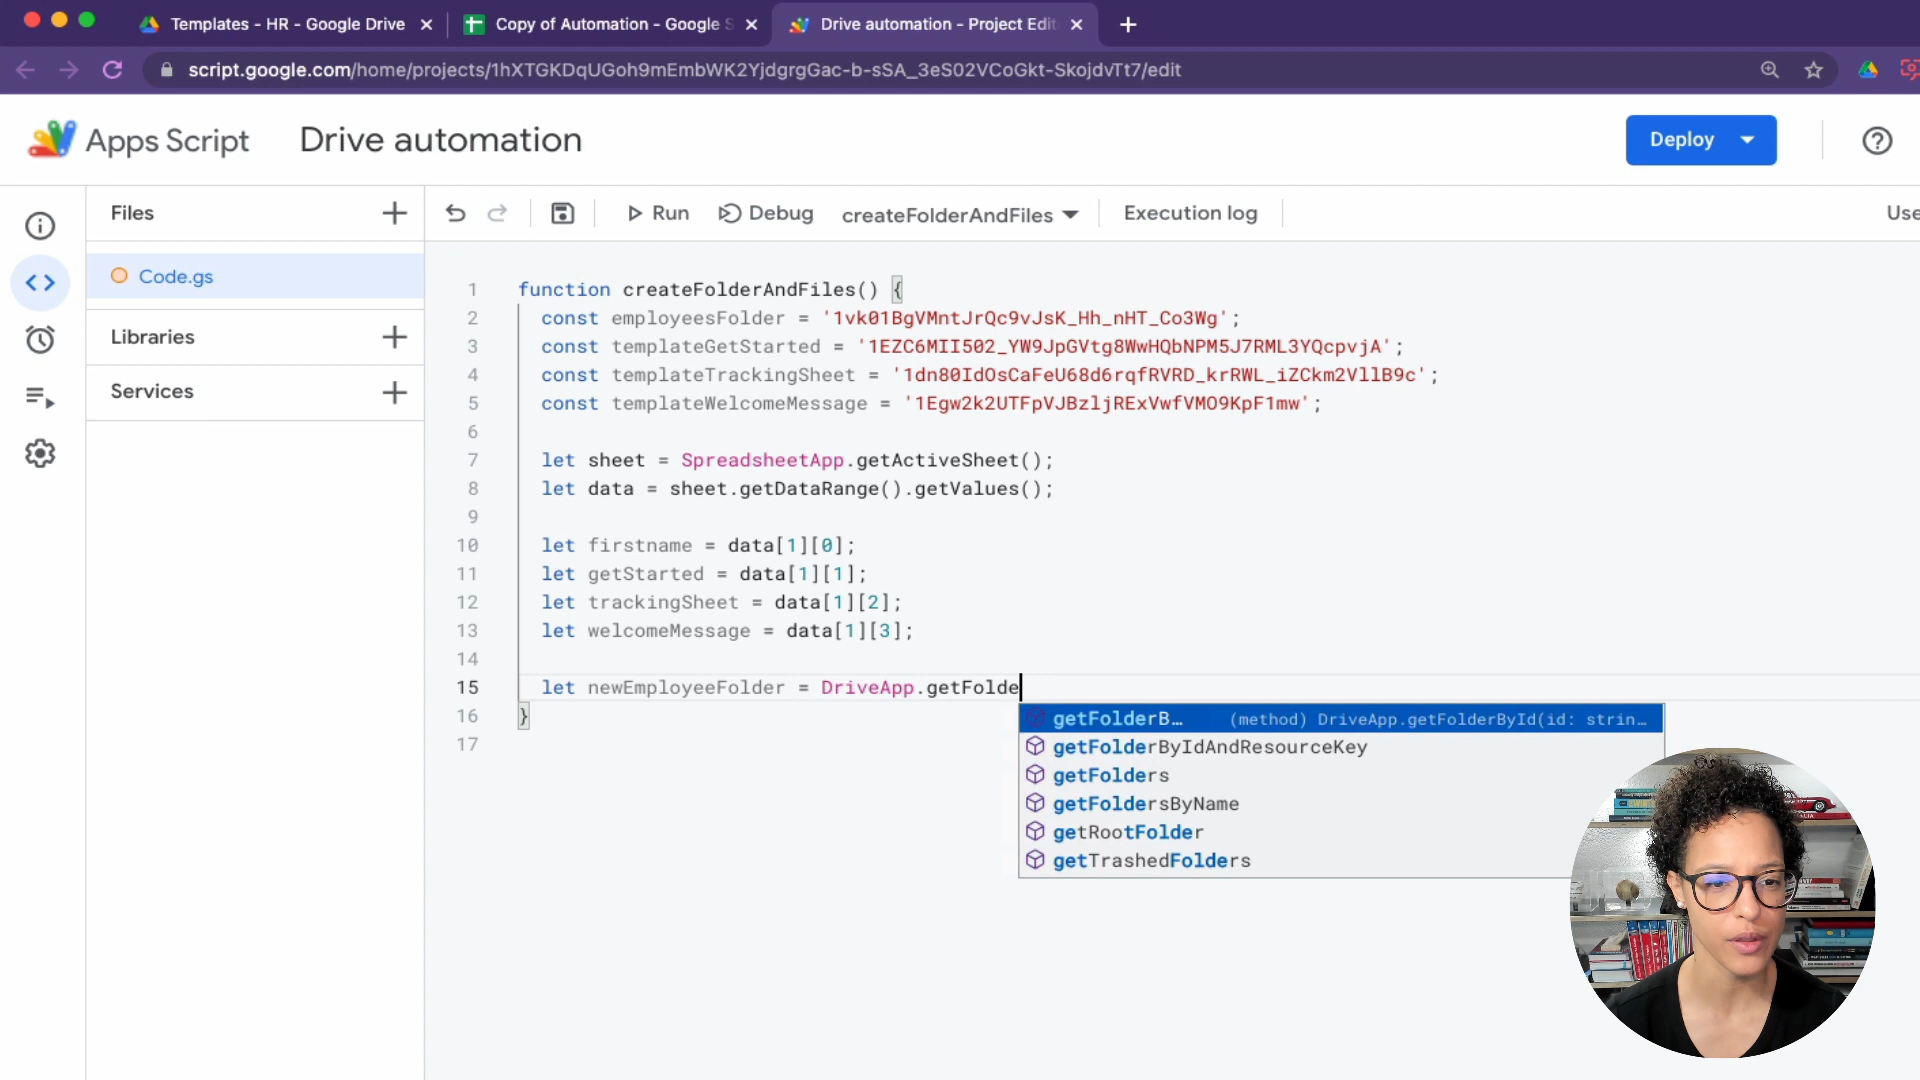 Templates - HR - Google Drive
Copy of Automation - Google S
Drive automation - Project Edit
script.google.com/home/projects/1hXTGKDqUGoh9mEmbWK2YjdgrgGac-b-sSA_3eS02VCoGkt-SkojdvTt7/edit
Apps Script
Drive automation
Deploy
Files
Run
Debug
createFolderAndFiles
Execution log
Use
Code.gs
Libraries
Services
1 function createFolderAndFiles() {
2 const employeesFolder = '1vk01BgVMntJrQc9vJsK_Hh_nHT_Co3Wg';
3 const templateGetStarted = '1EZC6MII502_YW9JpGVtg8WwHQbNPM5J7RML3YQcpvjA';
4 const templateTrackingSheet = '1dn80IdOsCaFeU68d6rqfRVRD_krRWL_iZCkm2VllB9c';
5 const templateWelcomeMessage = '1Egw2k2UTFpVJBzljRExVwfVMO9KpF1mw';
6
7 let sheet = SpreadsheetApp.getActiveSheet();
8 let data = sheet.getDataRange().getValues();
9
10 let firstname = data[1][0];
11 let getStarted = data[1][1];
12 let trackingSheet = data[1][2];
13 let welcomeMessage = data[1][3];
14
15 let newEmployeeFolder = DriveApp.getFolde
16 }
17
getFolderB… (method) DriveApp.getFolderById(id: strin…
getFolderByIdAndResourceKey
getFolders
getFoldersByName
getRootFolder
getTrashedFolders